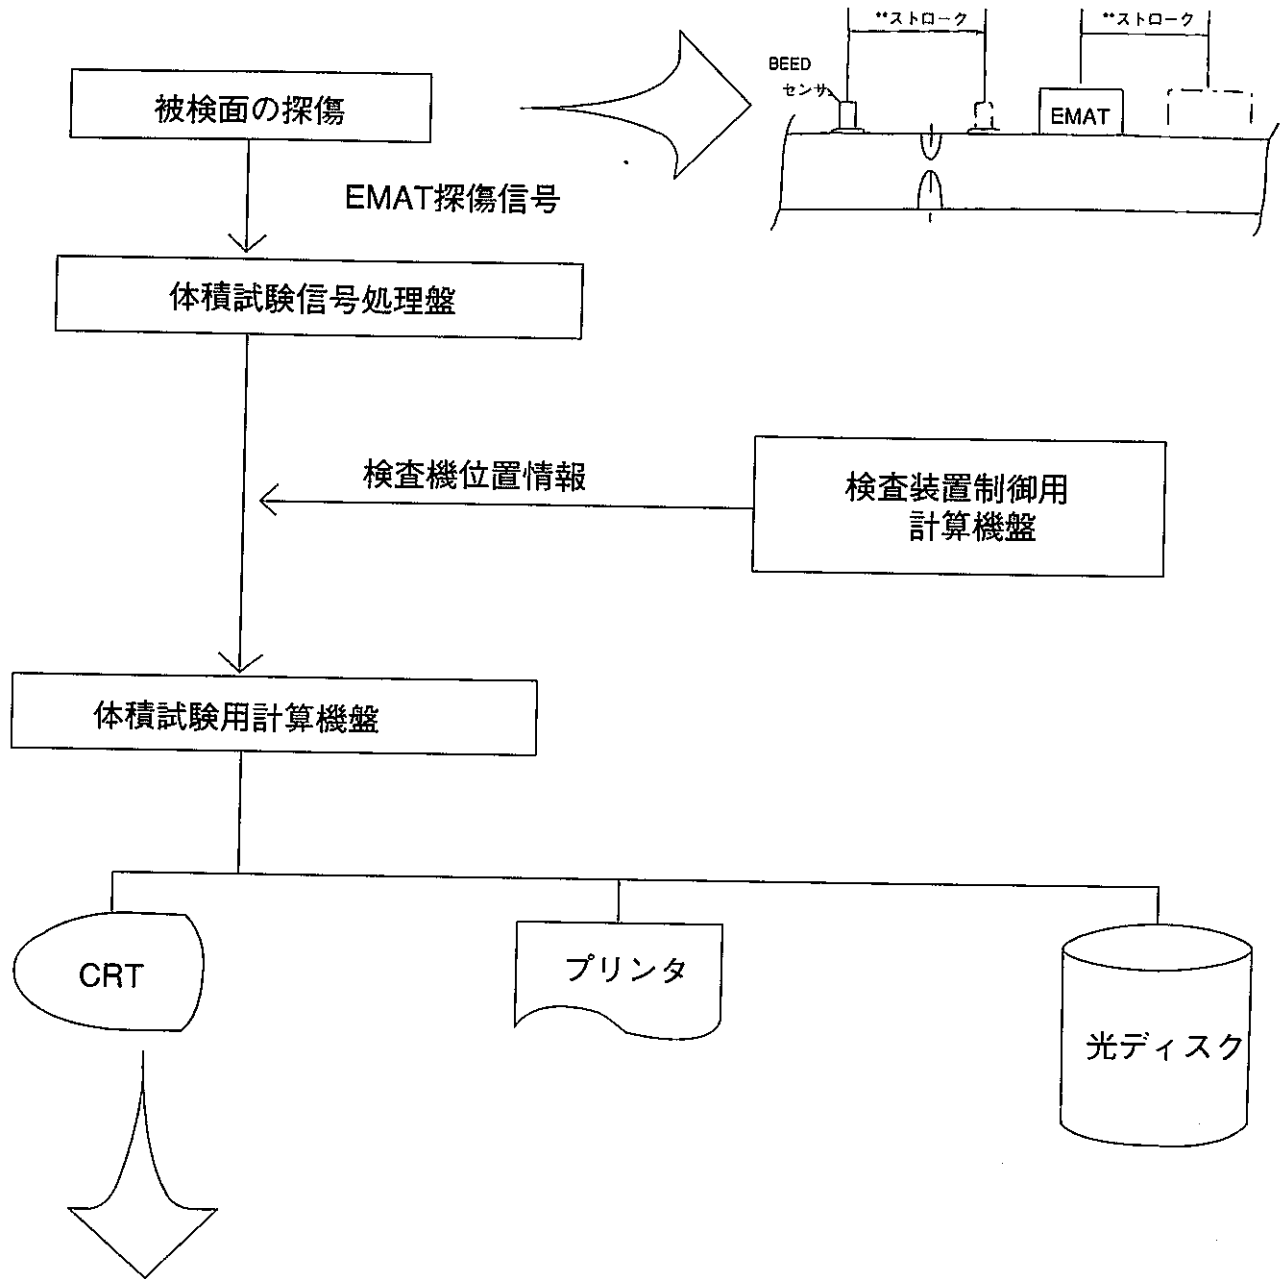 **ストローク
**ストローク
BEED
センサ
EMAT
被検面の探傷
EMAT探傷信号
体積試験信号処理盤
検査機位置情報
検査装置制御用
計算機盤
体積試験用計算機盤
CRT
プリンタ
光ディスク